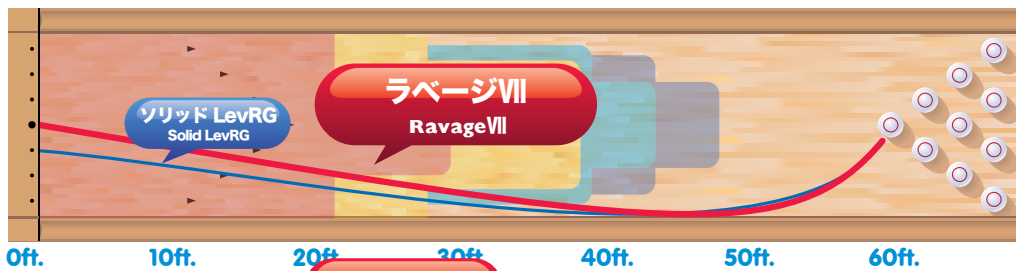 ラベージⅦ
RavageⅦ
ソリッド LevRG
Solid LevRG
0ft.
10ft.
20ft.
30ft.
40ft.
50ft.
60ft.